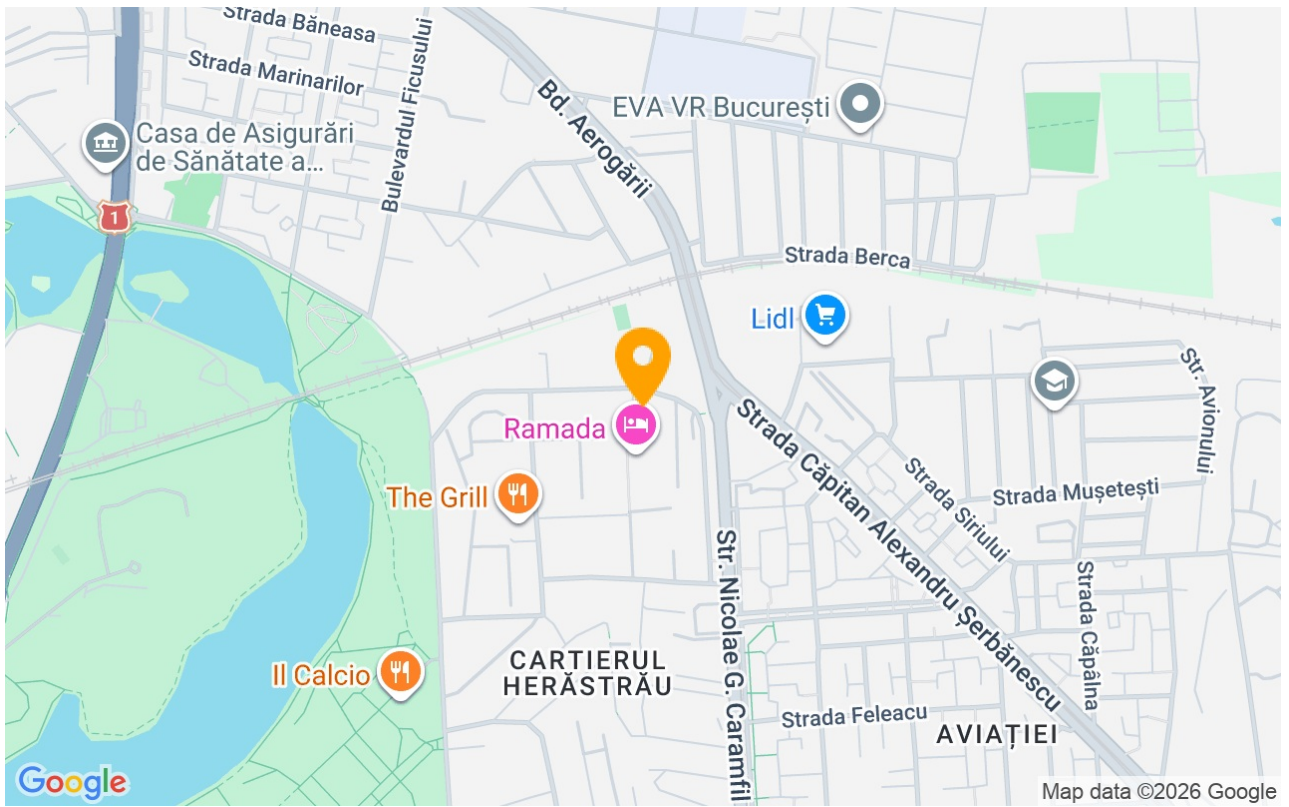 Strada Băneasa
Strada Marinarilor
Bulevardul Ficusului
Bd. Aerogării
EVA VR București
Casa de Asigurări
de Sănătate a...
1
Strada Berca
Lidl
Str. Avionului
Ramada
Strada Căpitan Alexandru Șerbănescu
The Grill
Strada Siriului
Strada Mușetești
Str. Nicolae G. Caramfil
Strada Căpâlna
Il Calcio
CARTIERUL
HERĂSTRĂU
Strada Feleacu
AVIAȚIEI
Google
Map data ©2026 Google